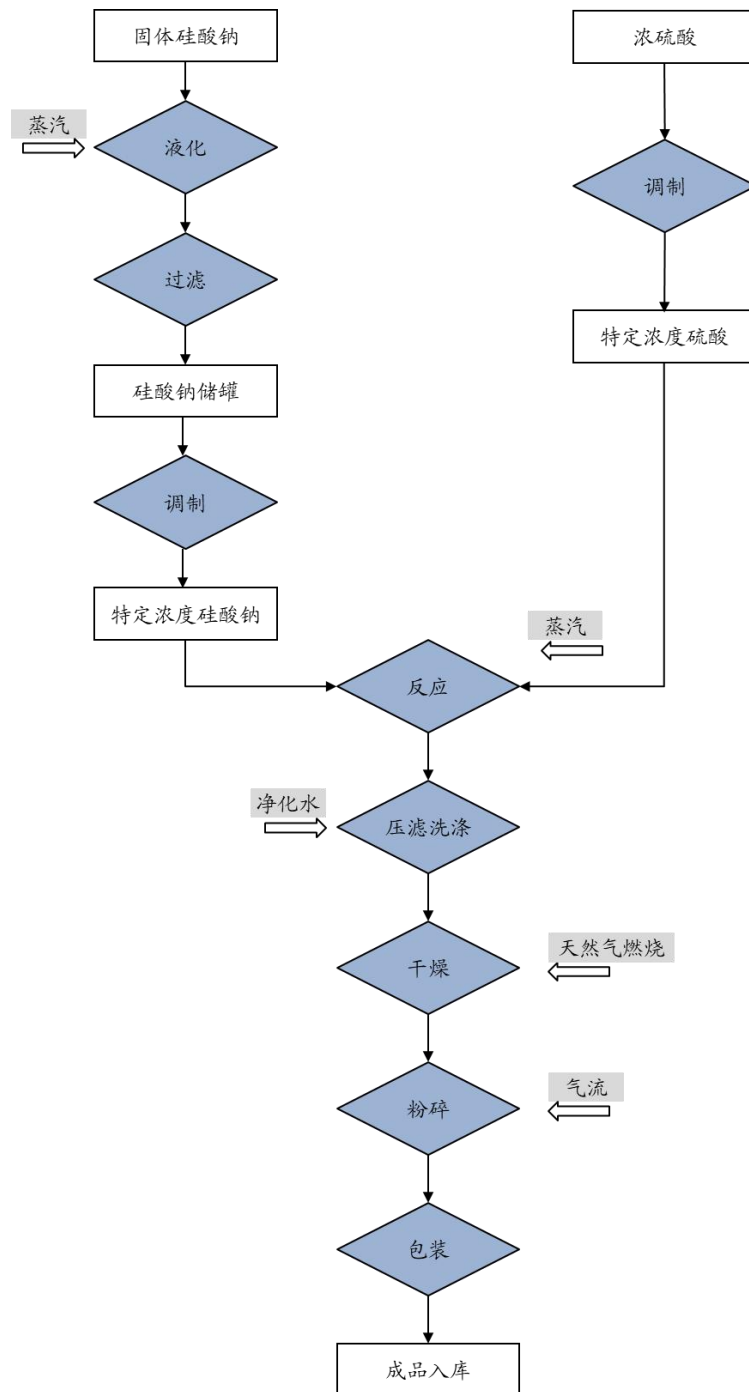 固体硅酸钠
浓硫酸
蒸汽
液化
调制
过滤
特定浓度硫酸
硅酸钠储罐
调制
特定浓度硅酸钠
蒸汽
反应
净化水
压滤洗涤
天然气燃烧
干燥
气流
粉碎
包装
成品入库